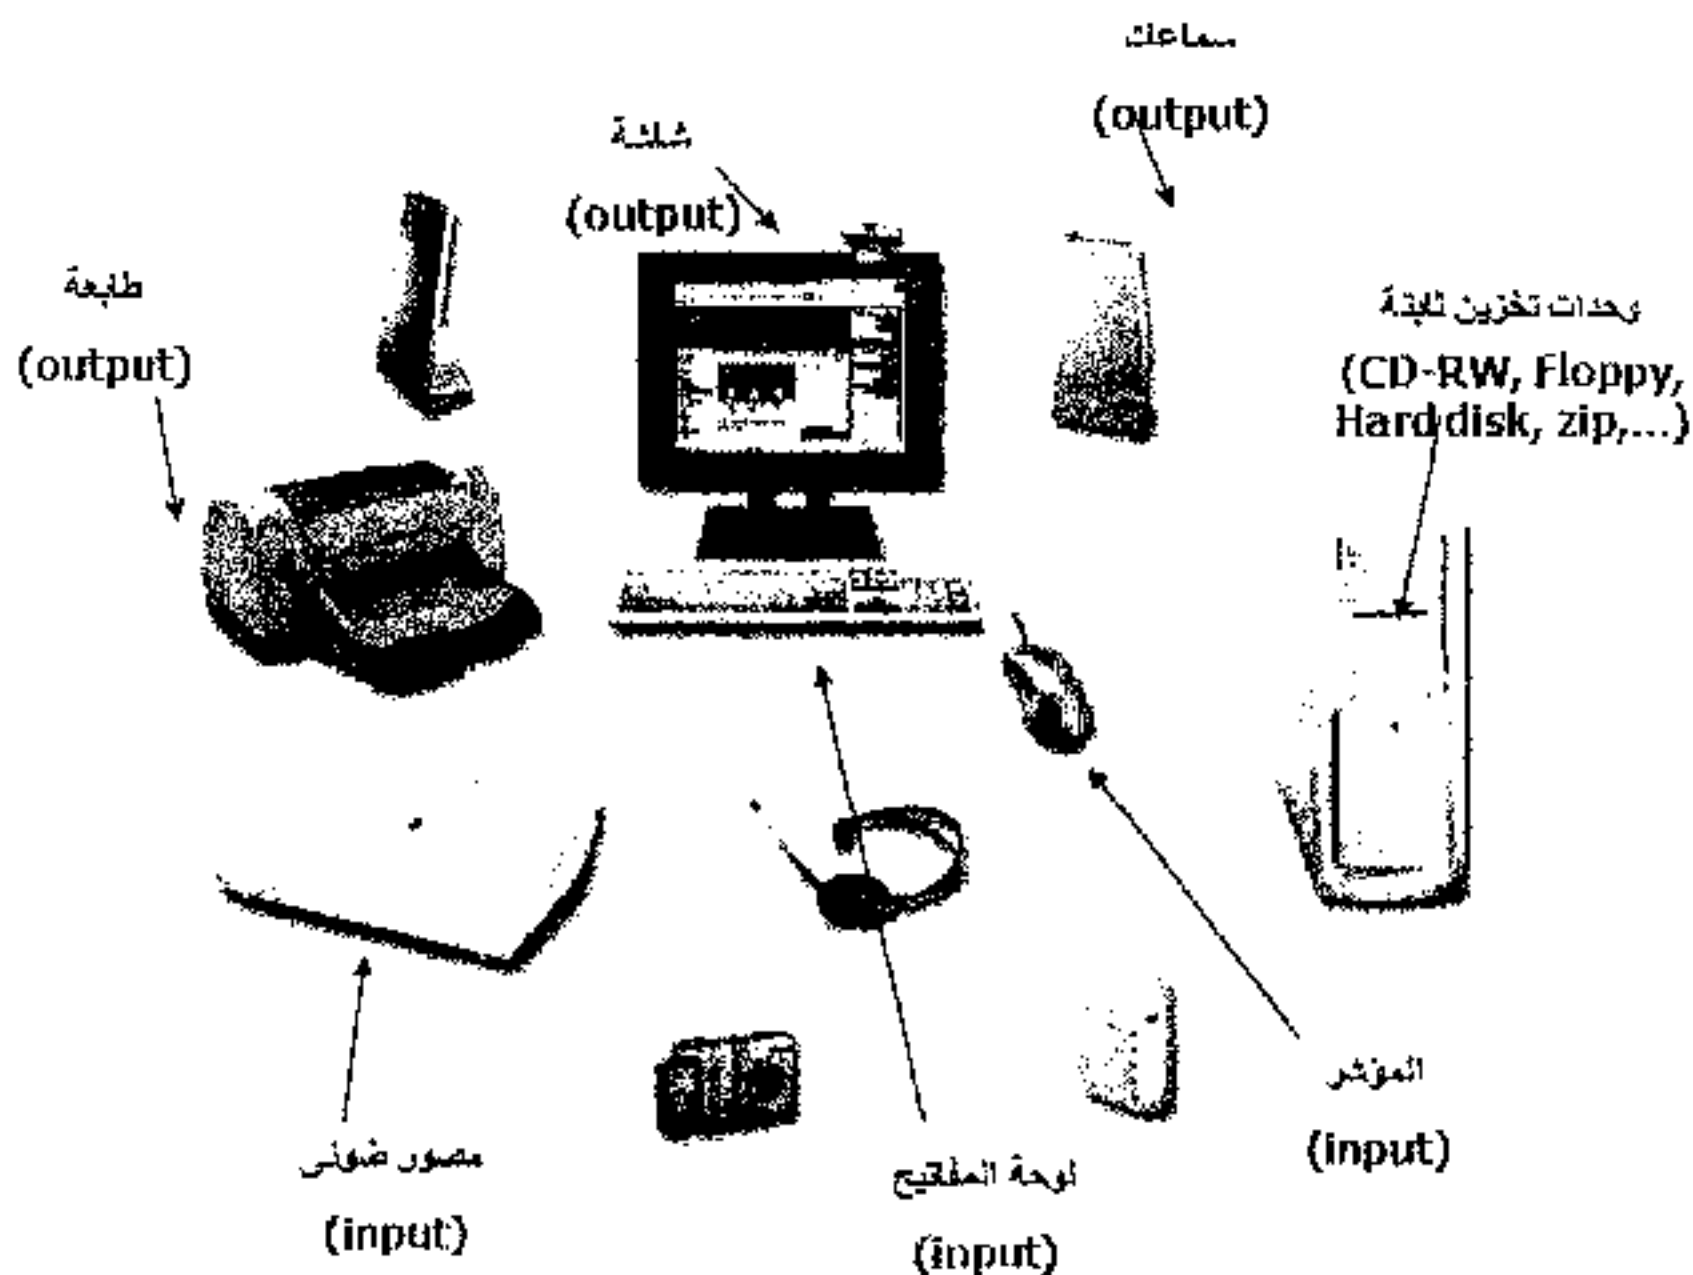 سماعات
(output)
شاشة
(output)
طابعة
(output)
وحدات تخزين ثابتة
(CD-RW, Floppy,
Hard disk, zip,...)
المؤشر
(input)
لوحة المفاتيح
(input)
مصور ضوئى
(input)